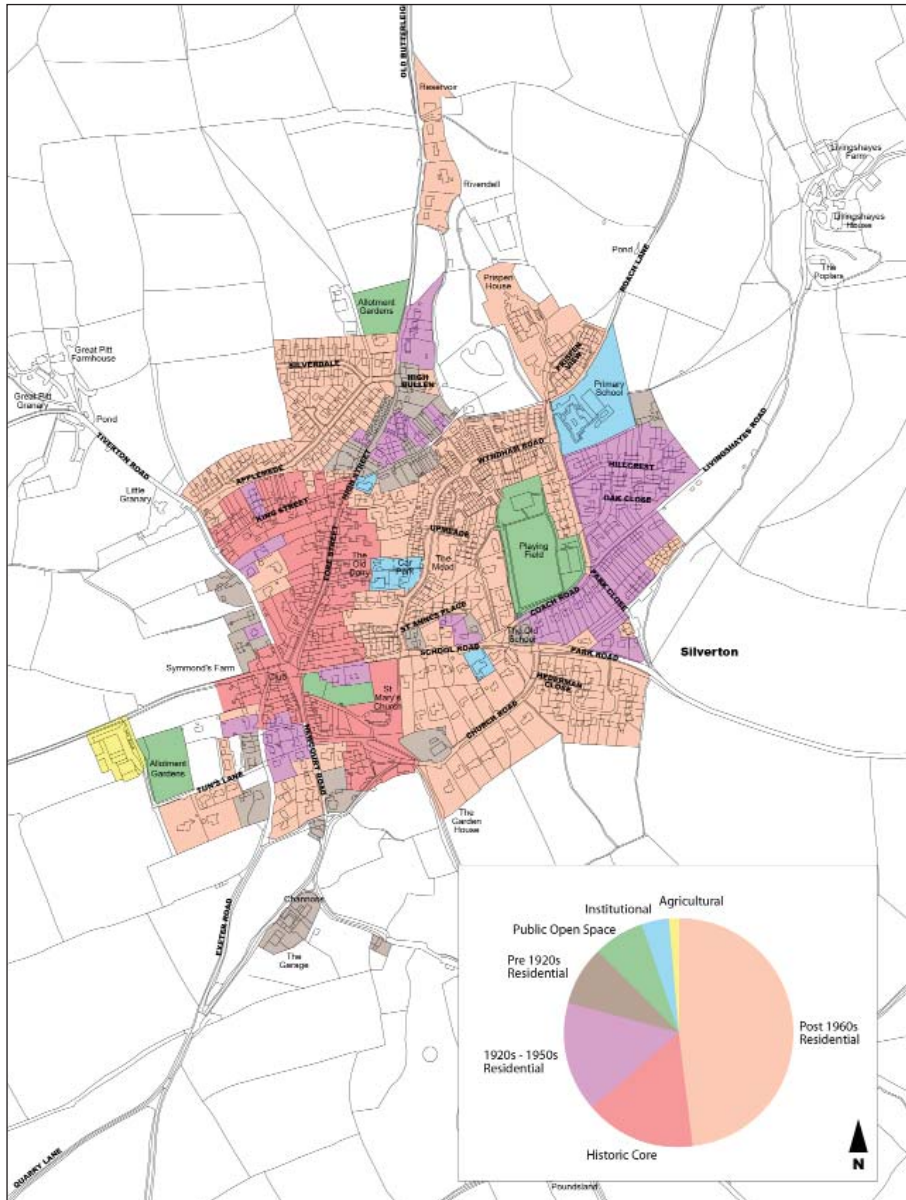 OLD BUTTERLEIGH
Reservoir
Rivendell
Livingshayes
Farm
Livingshayes
House
The
Poplars
Pond
ROACH LANE
Prispen
House
PRISPEN
VIEW
Primary
School
Allotment
Gardens
Great Pitt
Farmhouse
Great Pitt
Granary
Pond
TIVERTON ROAD
Little
Granary
SILVERDALE
HIGH
BULLEN
APPLEMEDE
KING STREET
HIGH STREET
FORE STREET
WYNDHAM ROAD
UPMEADE
The
Mead
The
Old
Dairy
Car
Park
Playing
Field
HILLCREST
OAK CLOSE
LIVINGSHAYES ROAD
PARK CLOSE
COACH ROAD
ST ANNES PLACE
The Old
School
SCHOOL ROAD
PARK ROAD
Silverton
HEDERMAN
CLOSE
CHURCH ROAD
Symmond's Farm
Club
St
Mary's
Church
NEWCOURT ROAD
Allotment
Gardens
TUN'S LANE
The
Garden
House
EXETER ROAD
Channons
The
Garage
QUARRY LANE
Poundsland
Agricultural
Institutional
Public Open Space
Pre 1920s
Residential
1920s - 1950s
Residential
Post 1960s
Residential
Historic Core
N